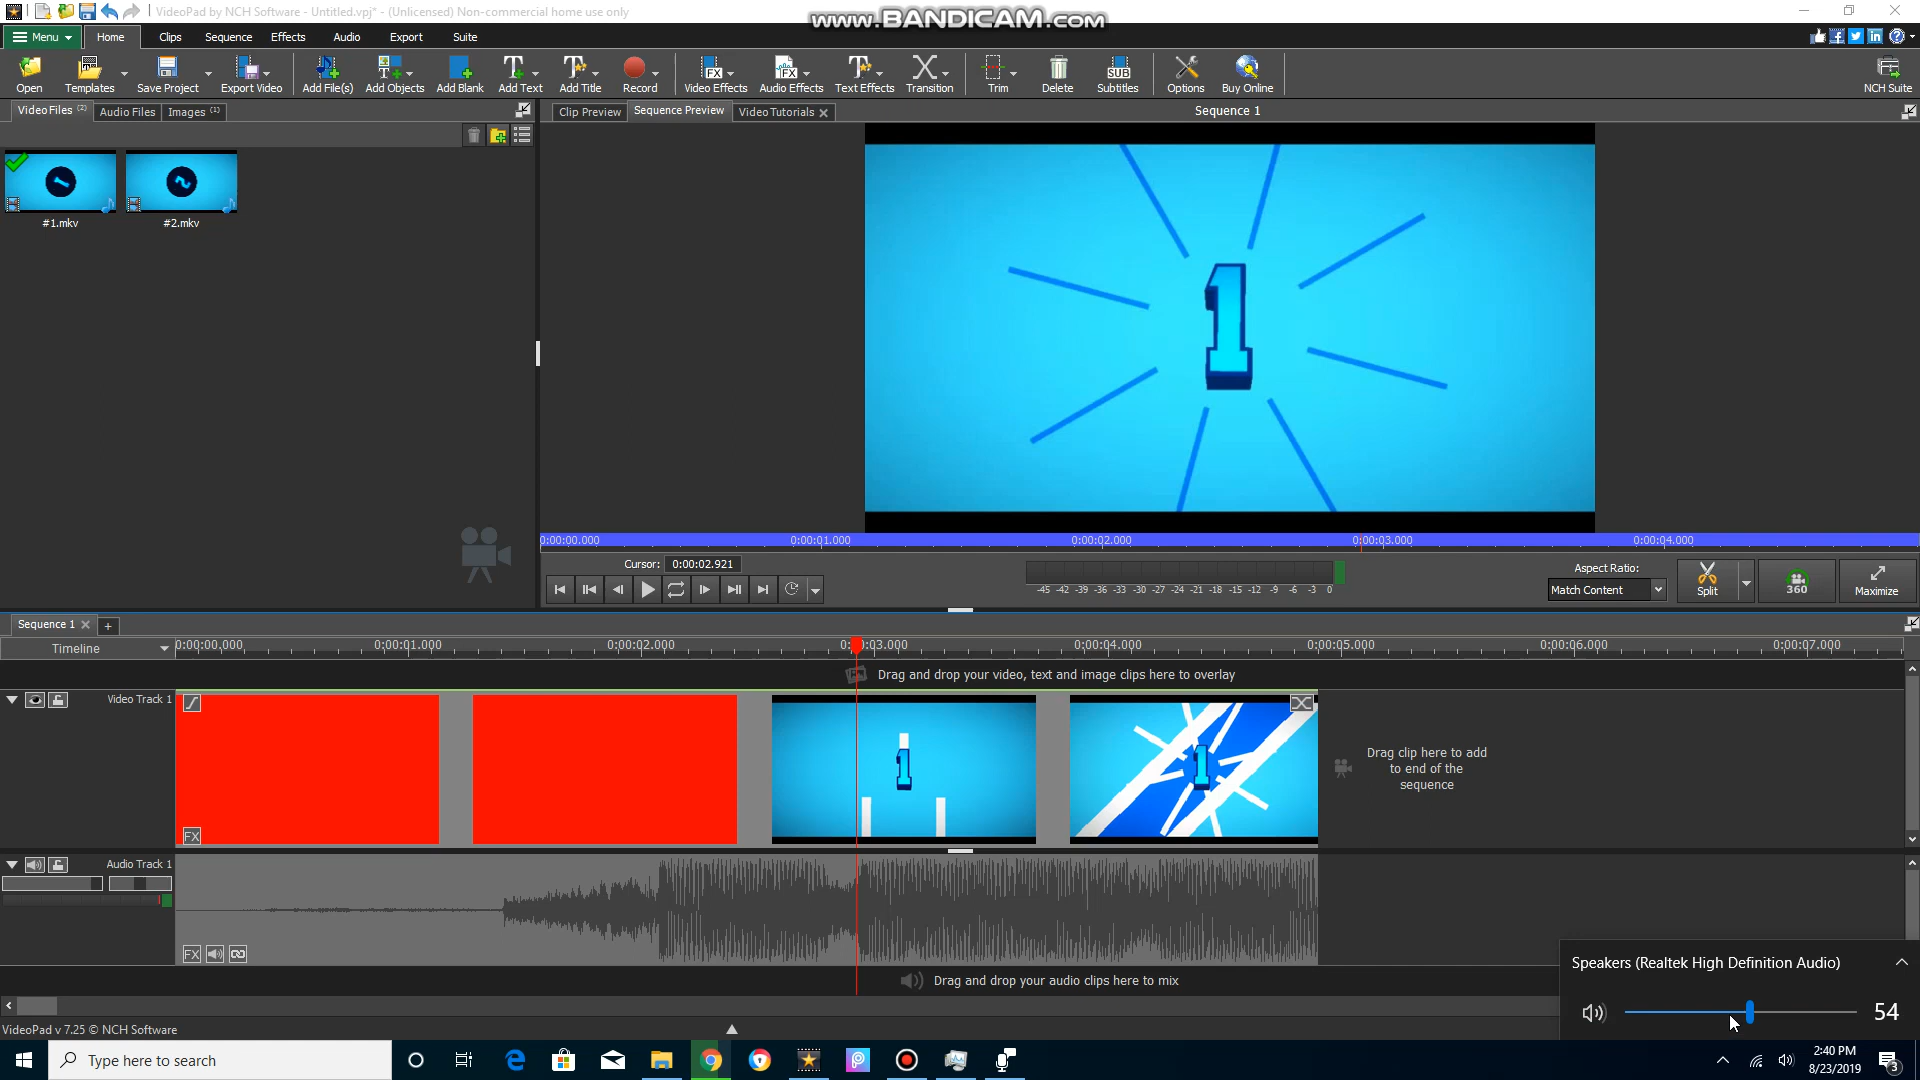 VideoPad by NCH Software - Untitled.vpj* - (Unlicensed) Non-commercial home use only
www.BANDICAM.com
Menu Home Clips Sequence Effects Audio Export Suite
Open Templates Save Project Export Video Add File(s) Add Objects Add Blank Add Text Add Title Record Video Effects Audio Effects Text Effects Transition Trim Delete Subtitles Options Buy Online NCH Suite
Video Files (2) Audio Files Images (1) Clip Preview Sequence Preview Video Tutorials Sequence 1
#1.mkv #2.mkv
1
0:00:00.000 0:00:01.000 0:00:02.000 0:00:03.000 0:00:04.000
Cursor: 0:00:02.921
Aspect Ratio:
Match Content
-45 -42 -39 -36 -33 -30 -27 -24 -21 -18 -15 -12 -9 -6 -3 0
Split 360 Maximize
Sequence 1
Timeline 0:00:00.000 0:00:01.000 0:00:02.000 0:00:03.000 0:00:04.000 0:00:05.000 0:00:06.000 0:00:07.000
Drag and drop your video, text and image clips here to overlay
Video Track 1
FX
1
1
Drag clip here to add
to end of the
sequence
Audio Track 1
FX
Drag and drop your audio clips here to mix
Speakers (Realtek High Definition Audio)
54
VideoPad v 7.25 © NCH Software
Type here to search
2:40 PM
8/23/2019
3